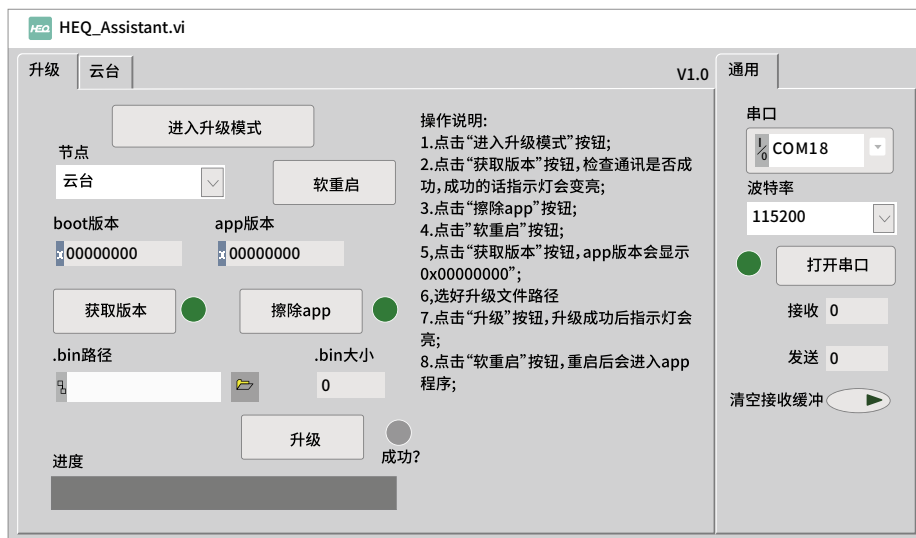 HEQ HEQ_Assistant.vi
升级
云台
V1.0
通用
进入升级模式
节点
云台
软重启
boot版本
app版本
x 00000000
x 00000000
获取版本
擦除app
.bin路径
.bin大小
0
升级
成功?
进度
操作说明:
1.点击“进入升级模式”按钮;
2.点击“获取版本”按钮,检查通讯是否成
功,成功的话指示灯会变亮;
3.点击“擦除app”按钮;
4.点击”软重启”按钮;
5,点击“获取版本”按钮,app版本会显示
0x00000000”;
6,选好升级文件路径
7.点击“升级”按钮,升级成功后指示灯会
亮;
8.点击“软重启”按钮,重启后会进入app
程序;
串口
I/0 COM18
波特率
115200
打开串口
接收 0
发送 0
清空接收缓冲